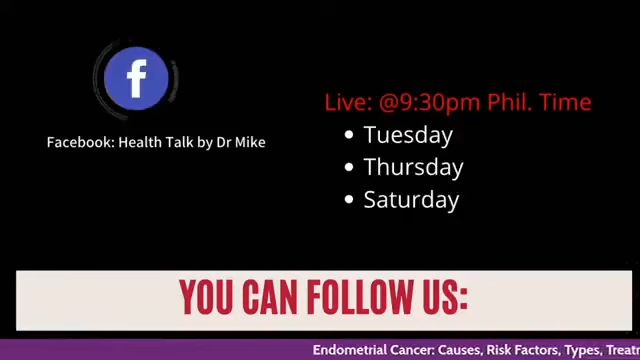 Facebook: Health Talk by Dr Mike
Live: @9:30pm Phil. Time
• Tuesday
• Thursday
• Saturday
YOU CAN FOLLOW US:
Endometrial Cancer: Causes, Risk Factors, Types, Treatm